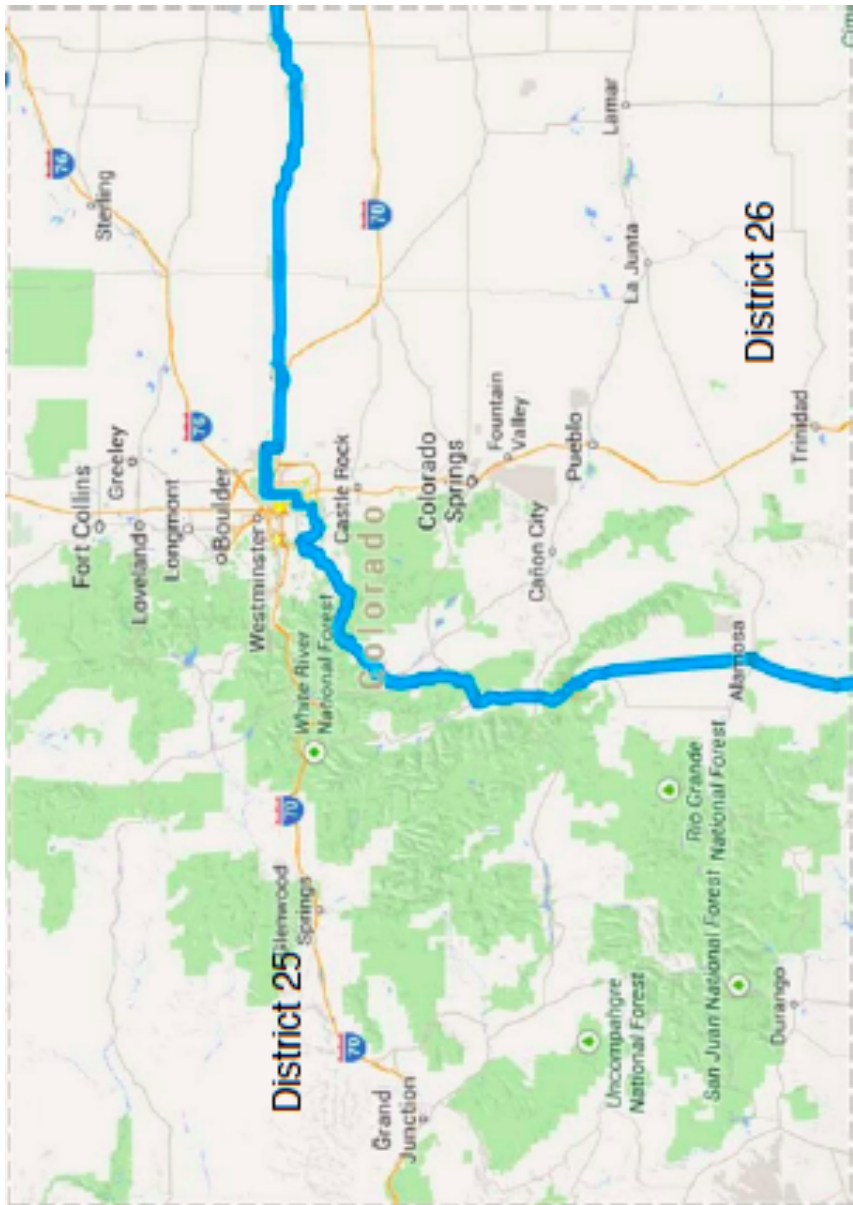 76
Fort Collins
Sterling
Greeley
Loveland
Longmont
76
Boulder
Westminster
District 25
Glenwood
Springs
70
White River
National Forest
Castle Rock
70
Colorado
70
Grand
Junction
Colorado
Springs
Fountain
Valley
Cañon City
Pueblo
Uncompahgre
National Forest
Lamar
La Junta
Rio Grande
National Forest
San Juan National Forest
Alamosa
District 26
Durango
Trinidad